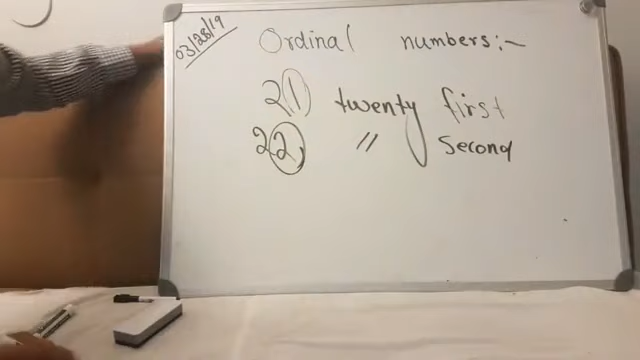 03/28/19
Ordinal numbers:-
21 twenty first
22 〃 second